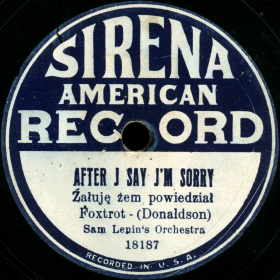 SIRENA
AMERICAN
RECORD
AFTER J SAY J'M SORRY
Żałuję żem powiedział
Foxtrot - (Donaldson)
Sam Lepin's Orchestra
18187
RECORDED IN U. S. A.